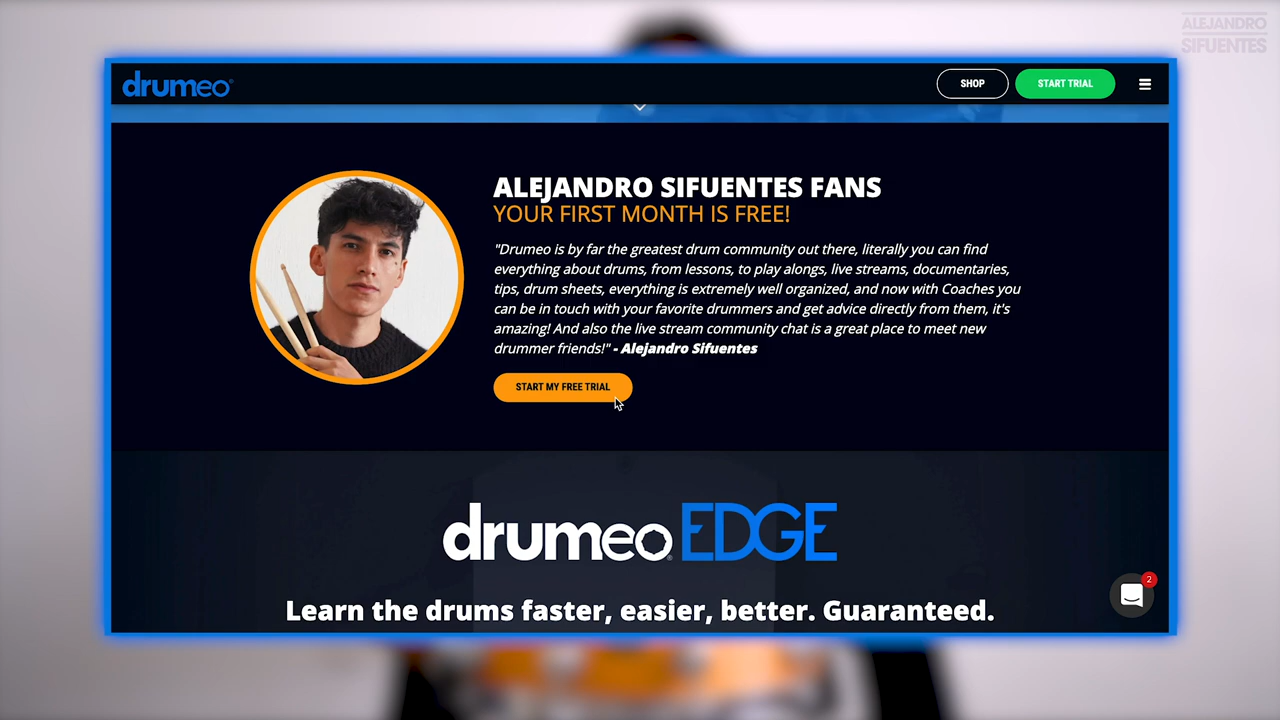 ALEJANDRO
SIFUENTES
drumeo
SHOP
START TRIAL
ALEJANDRO SIFUENTES FANS
YOUR FIRST MONTH IS FREE!
"Drumeo is by far the greatest drum community out there, literally you can find
everything about drums, from lessons, to play alongs, live streams, documentaries,
tips, drum sheets, everything is extremely well organized, and now with Coaches you
can be in touch with your favorite drummers and get advice directly from them, it's
amazing! And also the live stream community chat is a great place to meet new
drummer friends!" - Alejandro Sifuentes
START MY FREE TRIAL
drumeo EDGE
2
Learn the drums faster, easier, better. Guaranteed.